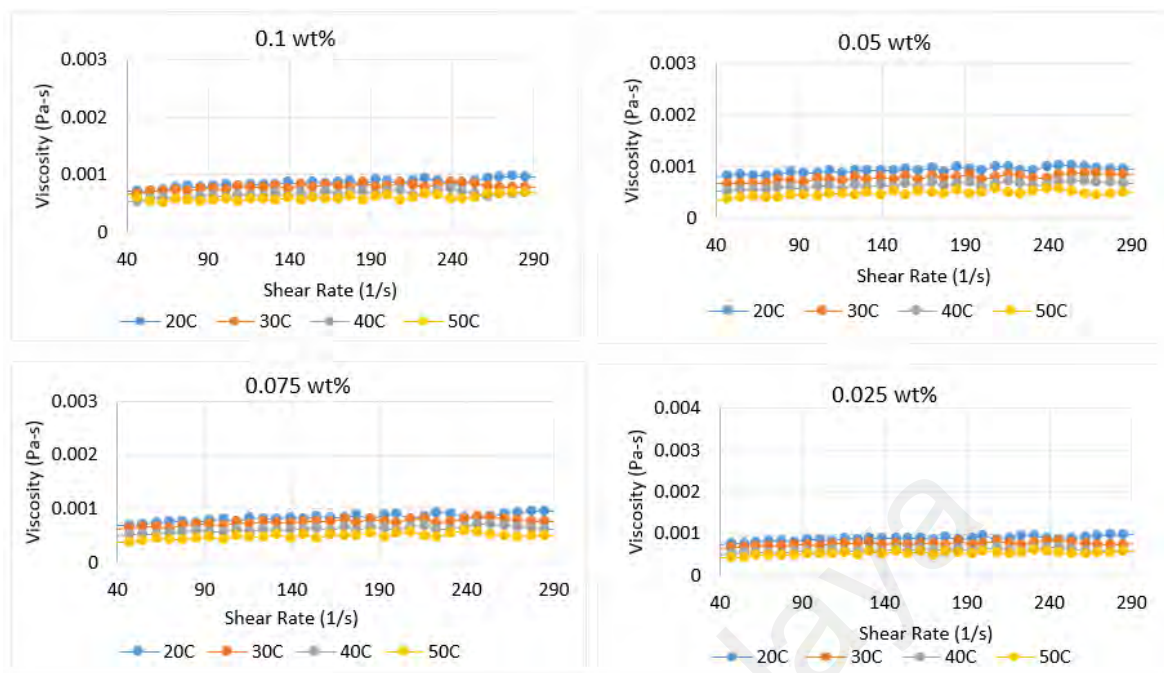 0.1 wt%
0.003
0.002
0.001
0
Viscosity (Pa-s)
40 90 140 190 240 290
Shear Rate (1/s)
20C 30C 40C 50C
0.05 wt%
0.003
0.002
0.001
0
Viscosity (Pa-s)
40 90 140 190 240 290
Shear Rate (1/s)
20C 30C 40C 50C
0.075 wt%
0.003
0.002
0.001
0
Viscosity (Pa-s)
40 90 140 190 240 290
Shear Rate (1/s)
20C 30C 40C 50C
0.025 wt%
0.004
0.003
0.002
0.001
0
Viscosity (Pa-s)
40 90 140 190 240 290
Shear Rate (1/s)
20C 30C 40C 50C
laya